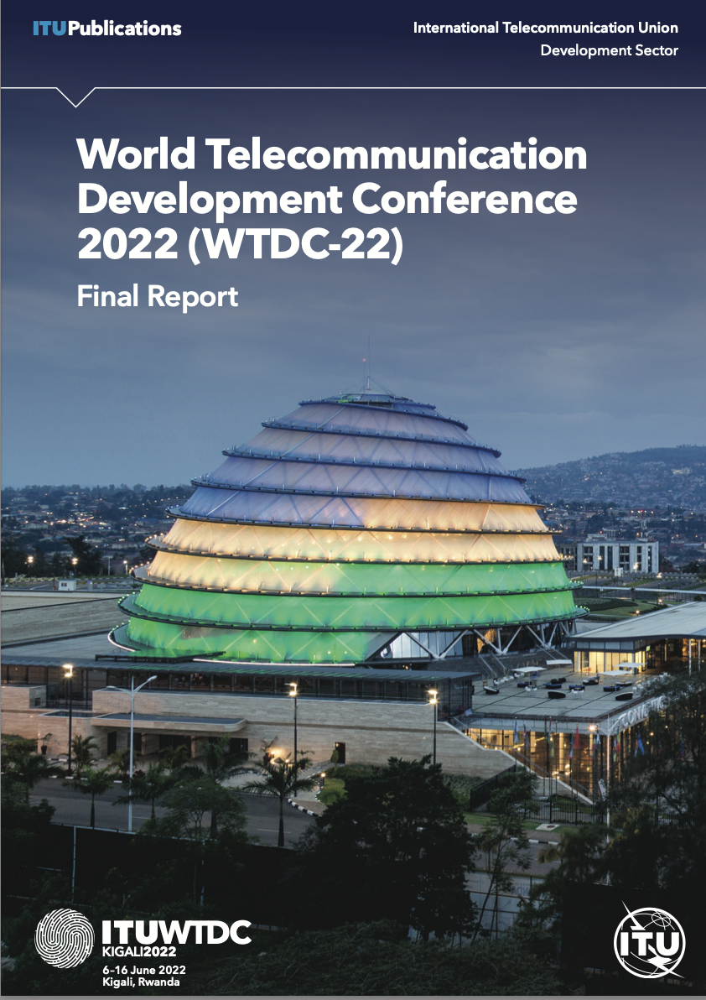 ITUPublications
International Telecommunication Union
Development Sector
World Telecommunication
Development Conference
2022 (WTDC-22)
Final Report
ITUWTDC
KIGALI2022
6–16 June 2022
Kigali, Rwanda
ITU